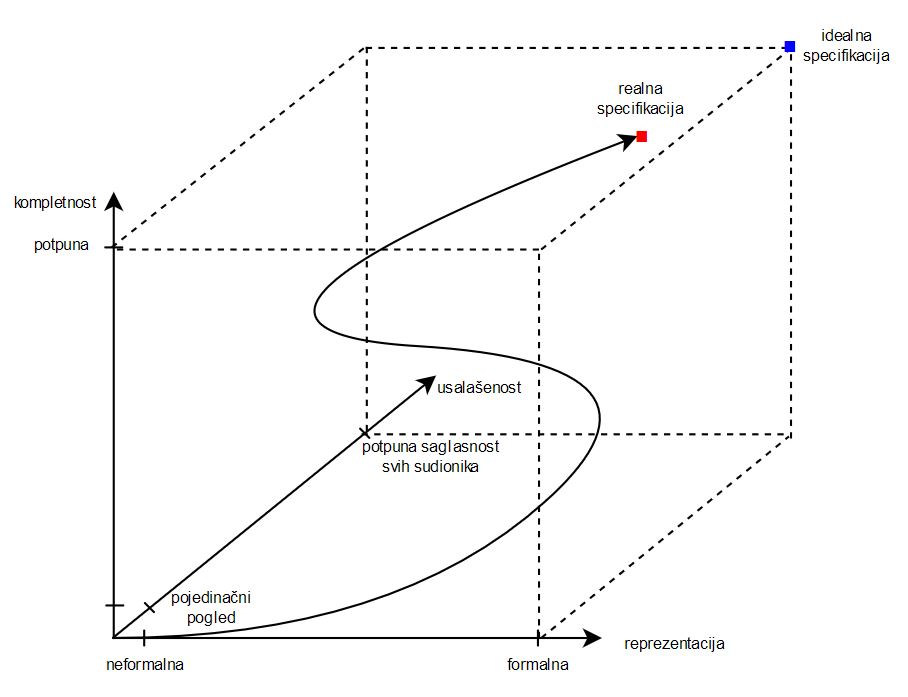 idealna
specifikacija
realna
specifikacija
kompletnost
potpuna
usalašenost
potpuna saglasnost
svih sudionika
pojedinačni
pogled
reprezentacija
neformalna
formalna